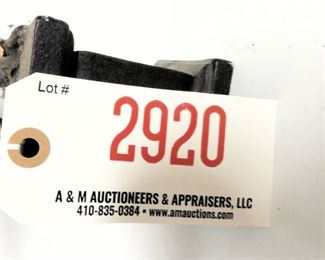 Lot #
2920
A & M AUCTIONEERS & APPRAISERS, LLC
410-835-0384 • www.amauctions.com